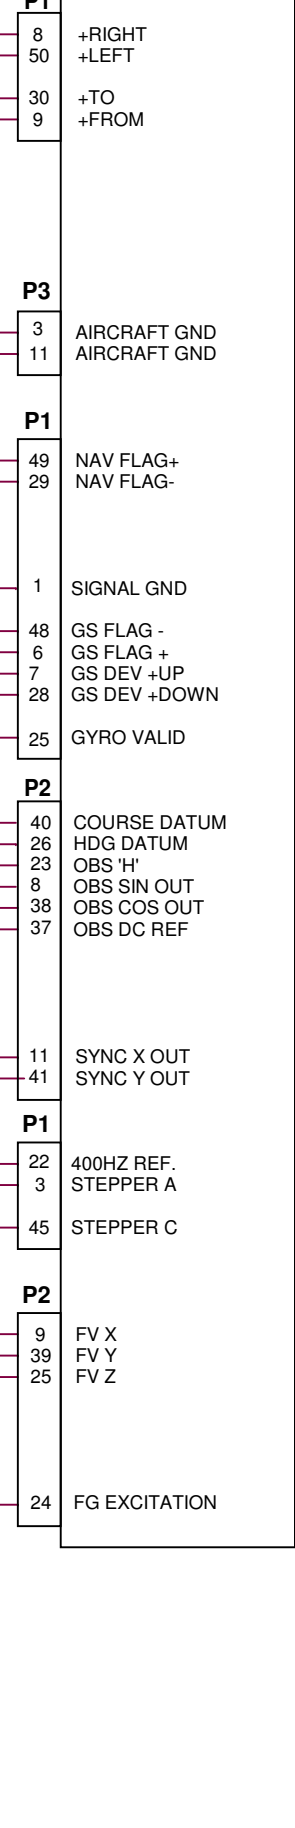 P1
8 +RIGHT
50 +LEFT
30 +TO
9 +FROM
P3
3 AIRCRAFT GND
11 AIRCRAFT GND
P1
49 NAV FLAG+
29 NAV FLAG-
1 SIGNAL GND
48 GS FLAG -
6 GS FLAG +
7 GS DEV +UP
28 GS DEV +DOWN
25 GYRO VALID
P2
40 COURSE DATUM
26 HDG DATUM
23 OBS 'H'
8 OBS SIN OUT
38 OBS COS OUT
37 OBS DC REF
11 SYNC X OUT
41 SYNC Y OUT
P1
22 400HZ REF.
3 STEPPER A
45 STEPPER C
P2
9 FV X
39 FV Y
25 FV Z
24 FG EXCITATION